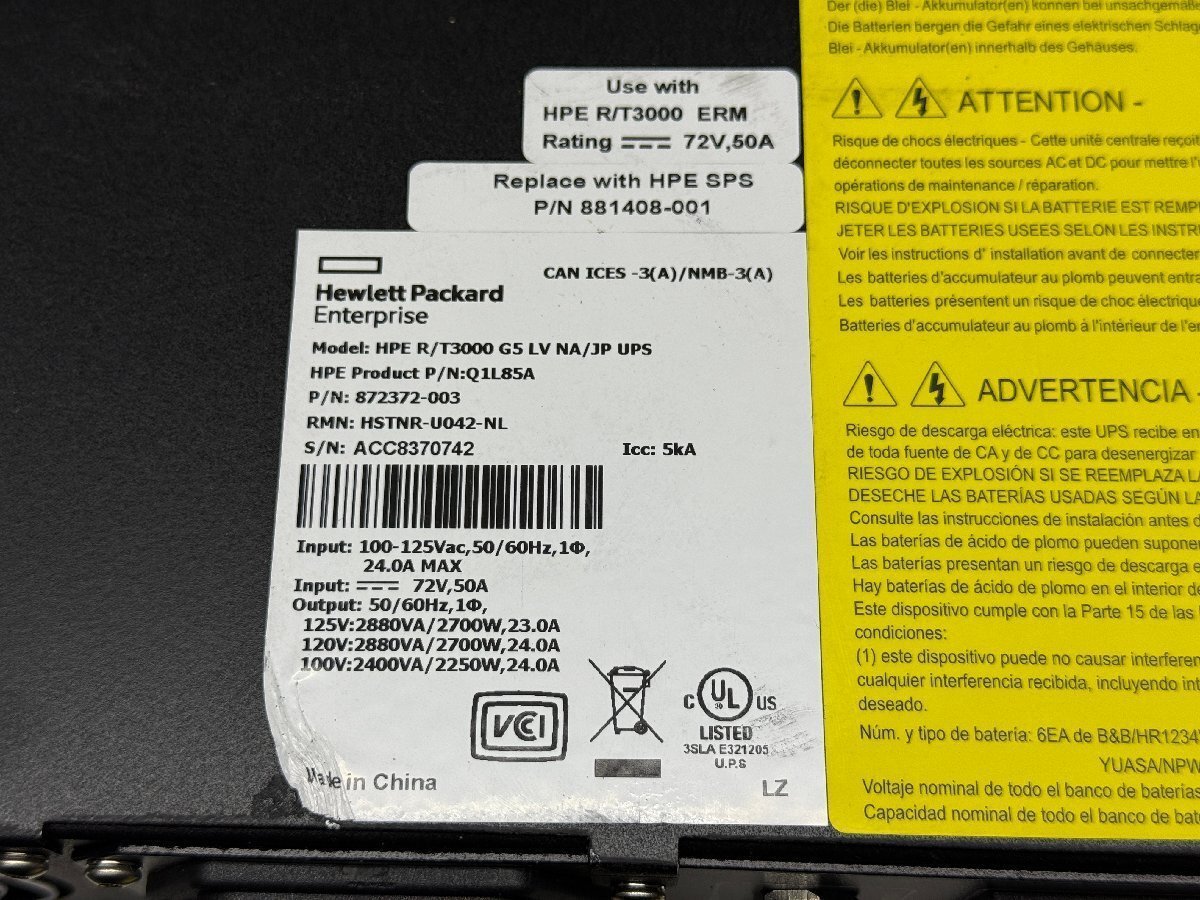 Use with
HPE R/T3000 ERM
Rating 72V,50A
Replace with HPE SPS
P/N 881408-001
CAN ICES -3(A)/NMB-3(A)
Hewlett Packard
Enterprise
Model: HPE R/T3000 G5 LV NA/JP UPS
HPE Product P/N:Q1L85A
P/N: 872372-003
RMN: HSTNR-U042-NL
S/N: ACC8370742
Icc: 5kA
Input: 100-125Vac,50/60Hz,1Φ,
24.0A MAX
Input: 72V,50A
Output: 50/60Hz,1Φ,
125V:2880VA/2700W,23.0A
120V:2880VA/2700W,24.0A
100V:2400VA/2250W,24.0A
VCI
C UL US
LISTED
3SLA E321205
U.P.S
Made in China
LZ
Der (die) Blei - Akkumulator(en) können bei unsachgemäße
Die Batterien bergen die Gefahr eines elektrischen Schlag
Blei - Akkumulator(en) innerhalb des Gehäuses.
ATTENTION -
Risque de chocs électriques - Cette unité centrale reçoit
déconnecter toutes les sources AC et DC pour mettre l'
opérations de maintenance / réparation.
RISQUE D'EXPLOSION SI LA BATTERIE EST REMP
JETER LES BATTERIES USEES SELON LES INSTR
Voir les instructions d' installation avant de connecter
Les batteries d'accumulateur au plomb peuvent entra
Les batteries présentent un risque de choc électrique
Batteries d'accumulateur au plomb à l'intérieur de l'e
ADVERTENCIA -
Riesgo de descarga eléctrica: este UPS recibe en
de toda fuente de CA y de CC para desenergizar
RIESGO DE EXPLOSIÓN SI SE REEMPLAZA LA
DESECHE LAS BATERÍAS USADAS SEGÚN LA
Consulte las instrucciones de instalación antes d
Las baterías de ácido de plomo pueden suponer
Las baterías presentan un riesgo de descarga e
Hay baterías de ácido de plomo en el interior de
Este dispositivo cumple con la Parte 15 de las
condiciones:
(1) este dispositivo puede no causar interferen
cualquier interferencia recibida, incluyendo int
deseado.
Núm. y tipo de batería: 6EA de B&B/HR1234
YUASA/NPW
Voltaje nominal de todo el banco de baterías
Capacidad nominal de todo el banco de bat